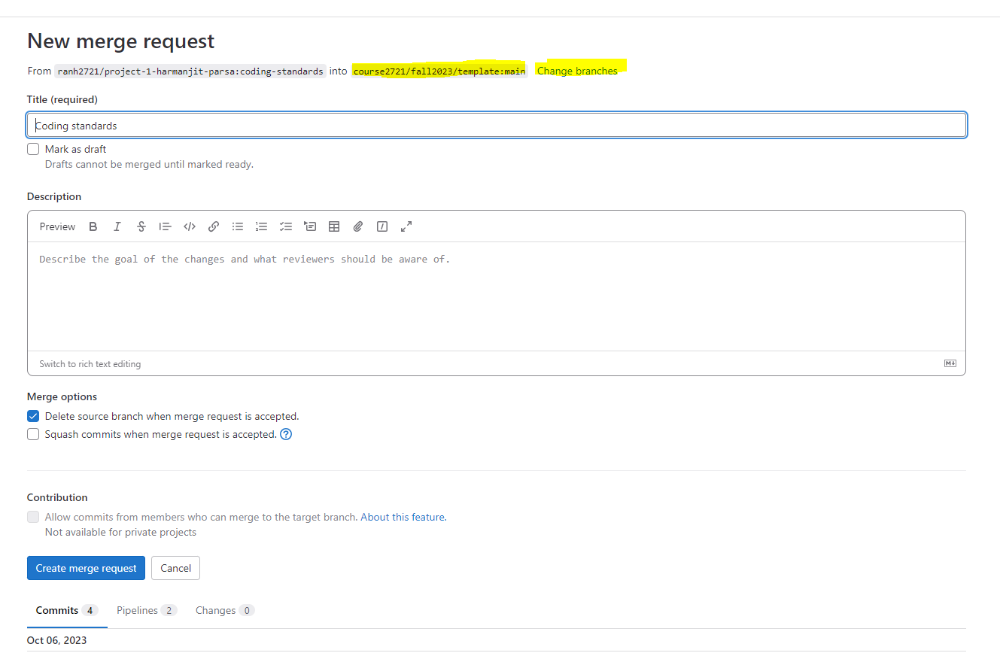 New merge request
From ranh2721/project-1-harmanjit-parsa:coding-standards into course2721/fall2023/template:main Change branches
Title (required)
Coding standards
Mark as draft
Drafts cannot be merged until marked ready.
Description
Preview
Describe the goal of the changes and what reviewers should be aware of.
Switch to rich text editing
Merge options
Delete source branch when merge request is accepted.
Squash commits when merge request is accepted.
Contribution
Allow commits from members who can merge to the target branch. About this feature.
Not available for private projects
Create merge request Cancel
Commits 4 Pipelines 2 Changes 0
Oct 06, 2023